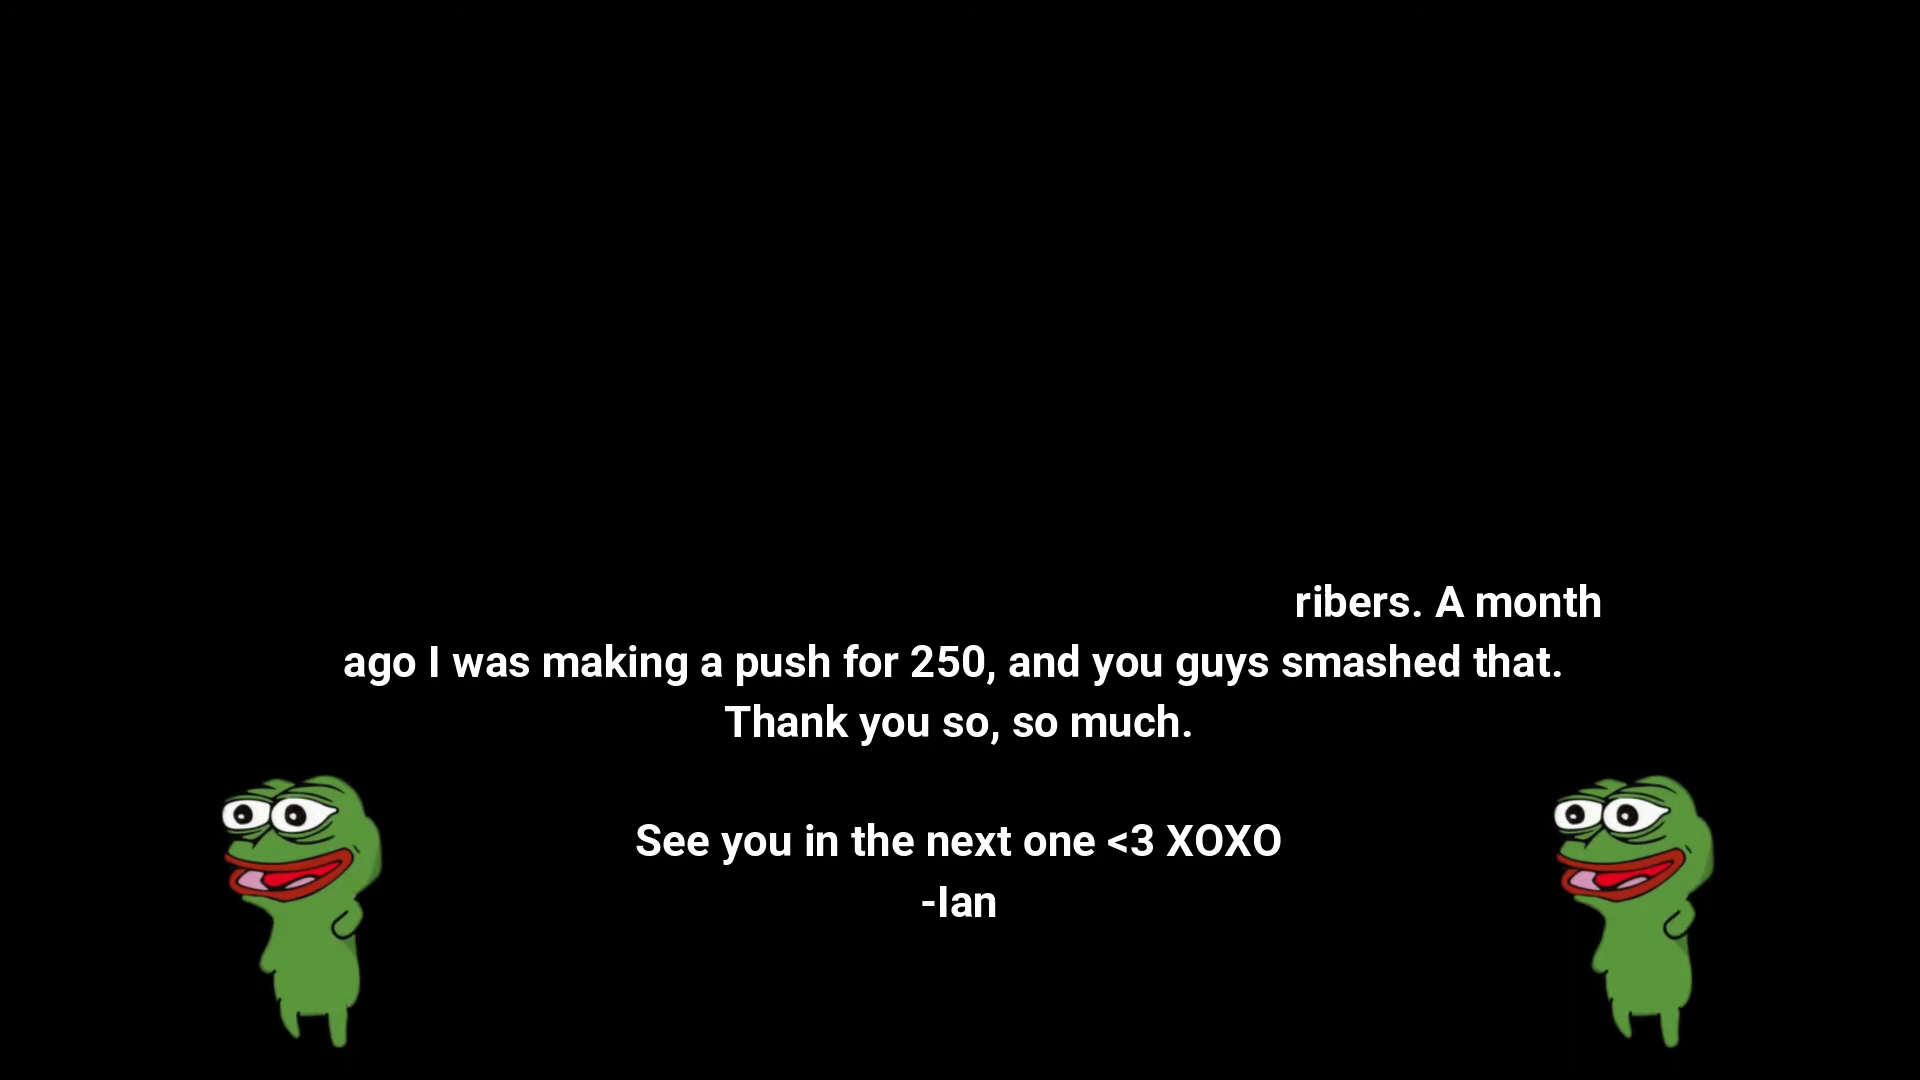 ribers. A month
ago I was making a push for 250, and you guys smashed that.
Thank you so, so much.
See you in the next one <3 XOXO
-Ian